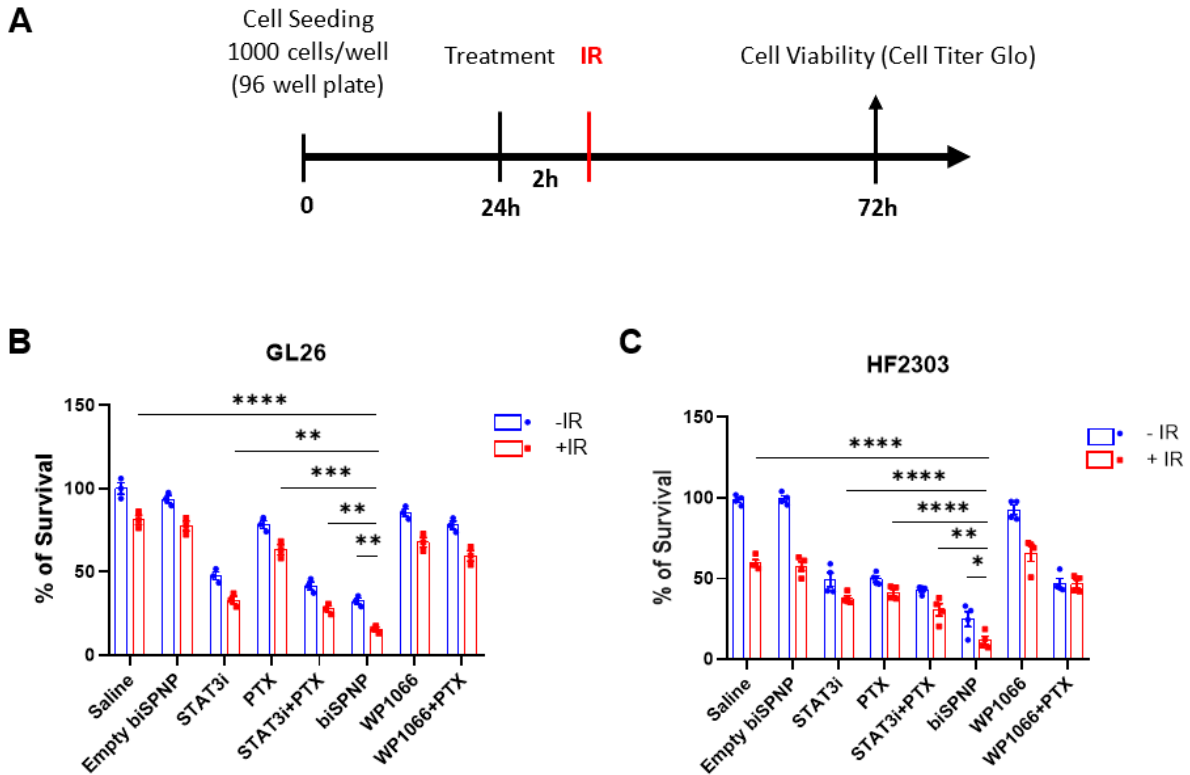 A
Cell Seeding
1000 cells/well
(96 well plate)
Treatment IR
Cell Viability (Cell Titer Glo)
2h
0
24h
72h
B
GL26
150
100
50
0
% of Survival
****
**
***
**
**
-IR
+IR
Saline
Empty biSPNP
STAT3i
PTX
STAT3i+PTX
biSPNP
WP1066
WP1066+PTX
C
HF2303
150
100
50
0
% of Survival
****
****
****
**
*
- IR
+ IR
Saline
Empty biSPNP
STAT3i
PTX
STAT3i+PTX
biSPNP
WP1066
WP1066+PTX